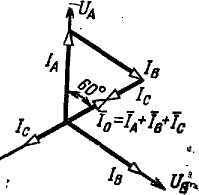 U_A
I_A
I_B
60°
I_C
I_0 = I_A + I_B + I_C
I_C
I_B
U_B